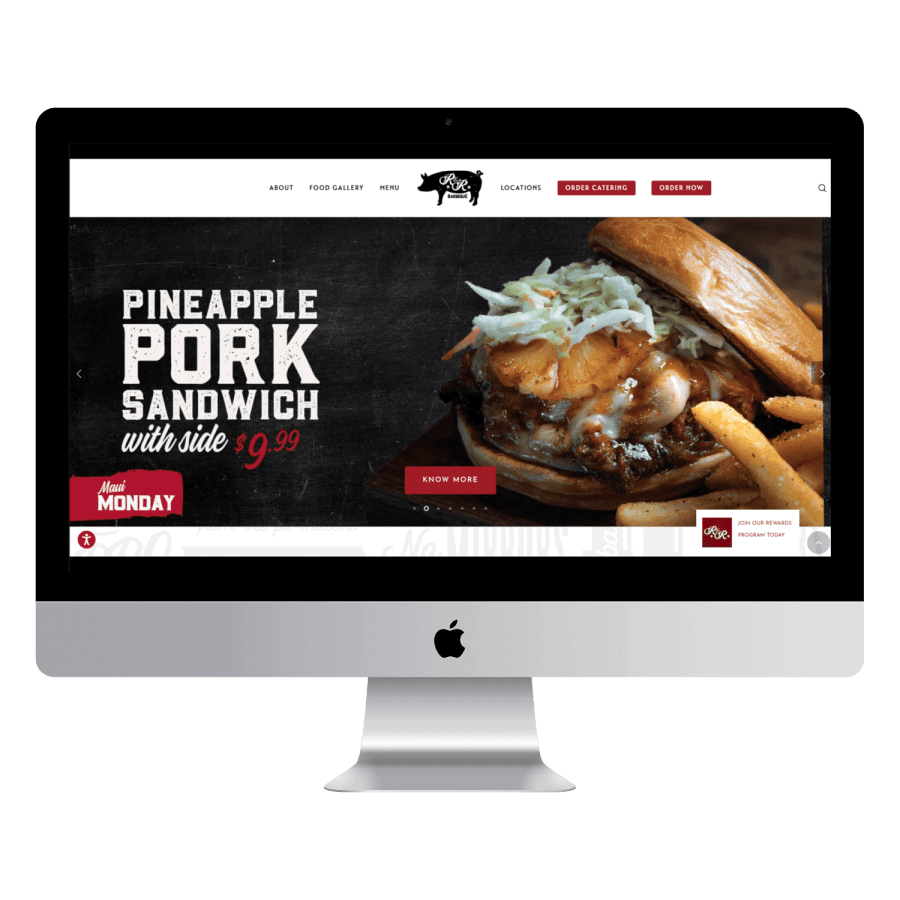 ABOUT
FOOD GALLERY
MENU
R&R
BARBEQUE
LOCATIONS
ORDER CATERING
ORDER NOW
PINEAPPLE
PORK
SANDWICH
with side $9.99
KNOW MORE
Maui
MONDAY
JOIN OUR REWARDS
PROGRAM TODAY
R&R